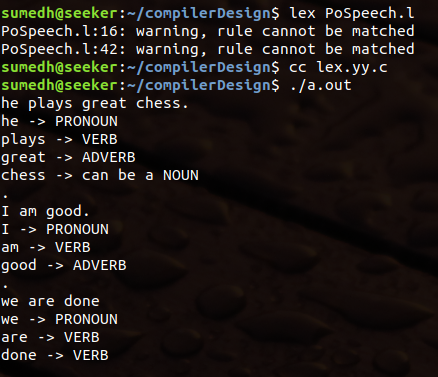 sumedh@seeker:~/compilerDesign$ lex PoSpeech.l
PoSpeech.l:16: warning, rule cannot be matched
PoSpeech.l:42: warning, rule cannot be matched
sumedh@seeker:~/compilerDesign$ cc lex.yy.c
sumedh@seeker:~/compilerDesign$ ./a.out
he plays great chess.
he -> PRONOUN
plays -> VERB
great -> ADVERB
chess -> can be a NOUN
.
I am good.
I -> PRONOUN
am -> VERB
good -> ADVERB
.
we are done
we -> PRONOUN
are -> VERB
done -> VERB